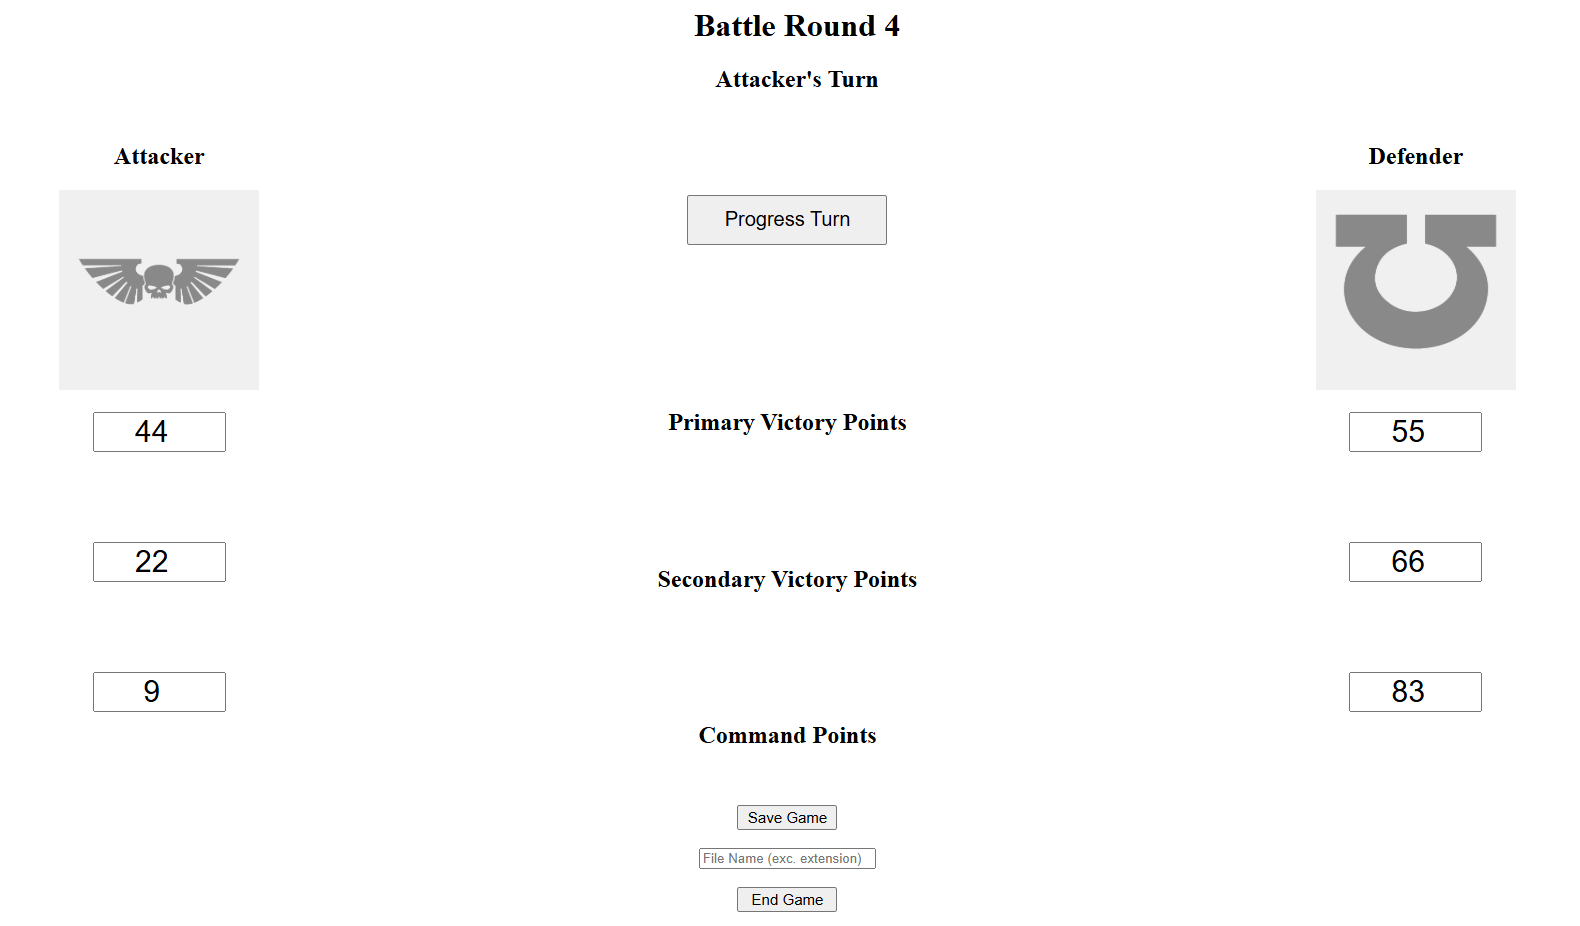 Battle Round 4
Attacker's Turn
Attacker
Defender
Progress Turn
44
Primary Victory Points
55
22
Secondary Victory Points
66
9
Command Points
83
Save Game
File Name (exc. extension)
End Game